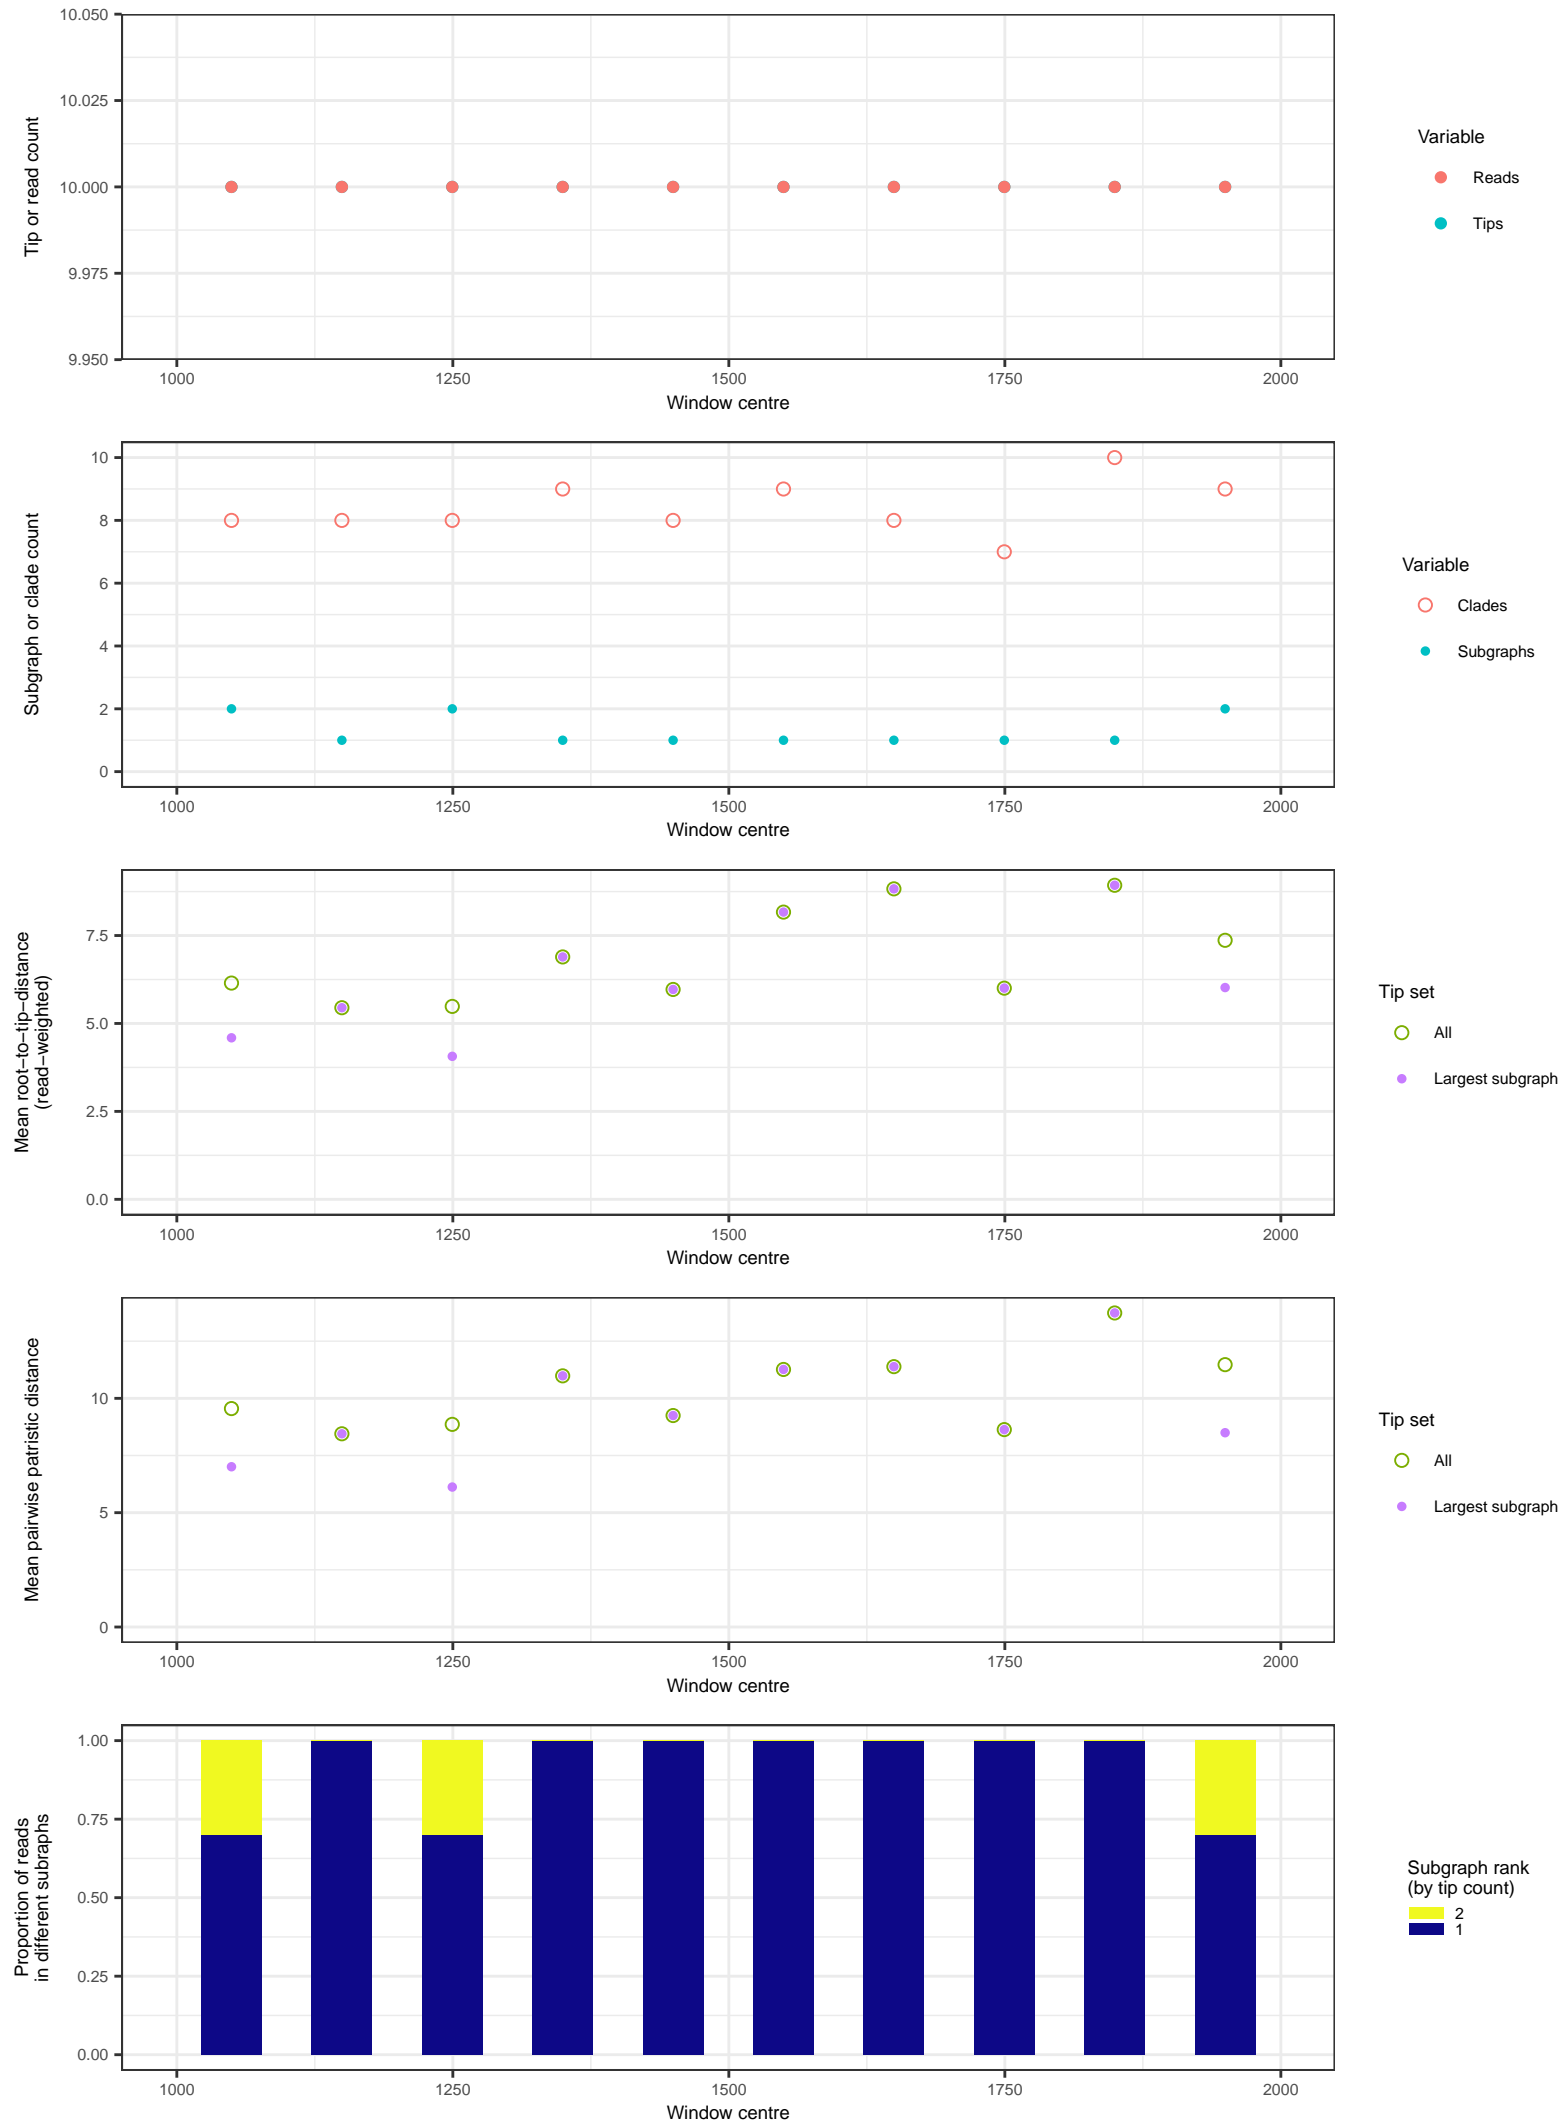 10.050
10.025
10.000
9.975
9.950
Tip or read count
1000 1250 1500 1750 2000
Window centre
Variable
Reads
Tips
10
8
6
4
2
0
Subgraph or clade count
1000 1250 1500 1750 2000
Window centre
Variable
Clades
Subgraphs
7.5
5.0
2.5
0.0
Mean root−to−tip−distance
(read−weighted)
1000 1250 1500 1750 2000
Window centre
Tip set
All
Largest subgraph
10
5
0
Mean pairwise patristic distance
1000 1250 1500 1750 2000
Window centre
Tip set
All
Largest subgraph
1.00
0.75
0.50
0.25
0.00
Proportion of reads
in different subraphs
1000 1250 1500 1750 2000
Window centre
Subgraph rank
(by tip count)
2
1